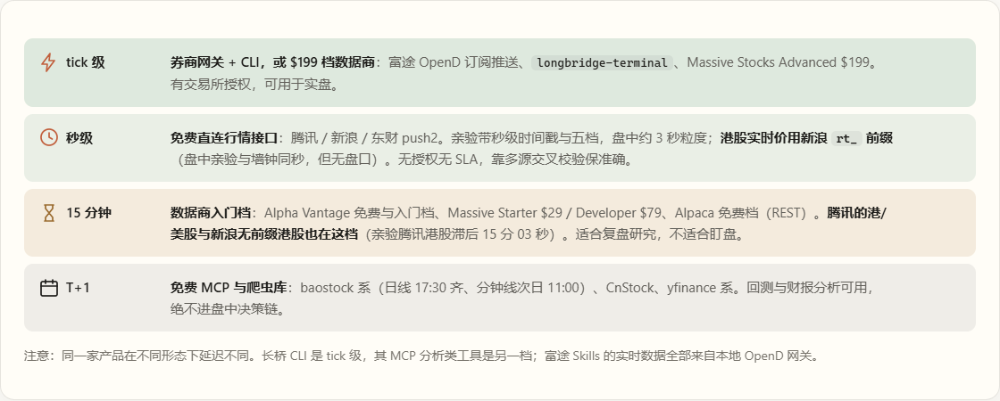 tick 级
券商网关 + CLI，或 $199 档数据商：富途 OpenD 订阅推送、 longbridge-terminal 、Massive Stocks Advanced $199。
有交易所授权，可用于实盘。
秒级
免费直连行情接口：腾讯 / 新浪 / 东财 push2。亲验带秒级时间戳与五档，盘中约 3 秒粒度；港股实时价用新浪 rt_ 前缀
（盘中亲验与墙钟同秒，但无盘口）。无授权无 SLA，靠多源交叉校验保准确。
15 分钟
数据商入门档：Alpha Vantage 免费与入门档、Massive Starter $29 / Developer $79、Alpaca 免费档（REST）。腾讯的港/
美股与新浪无前缀港股也在这档（亲验腾讯港股滞后 15 分 03 秒）。适合复盘研究，不适合盯盘。
T+1
免费 MCP 与爬虫库：baostock 系（日线 17:30 齐、分钟线次日 11:00）、CnStock、yfinance 系。回测与财报分析可用，
绝不进盘中决策链。
注意：同一家产品在不同形态下延迟不同。长桥 CLI 是 tick 级，其 MCP 分析类工具是另一档；富途 Skills 的实时数据全部来自本地 OpenD 网关。